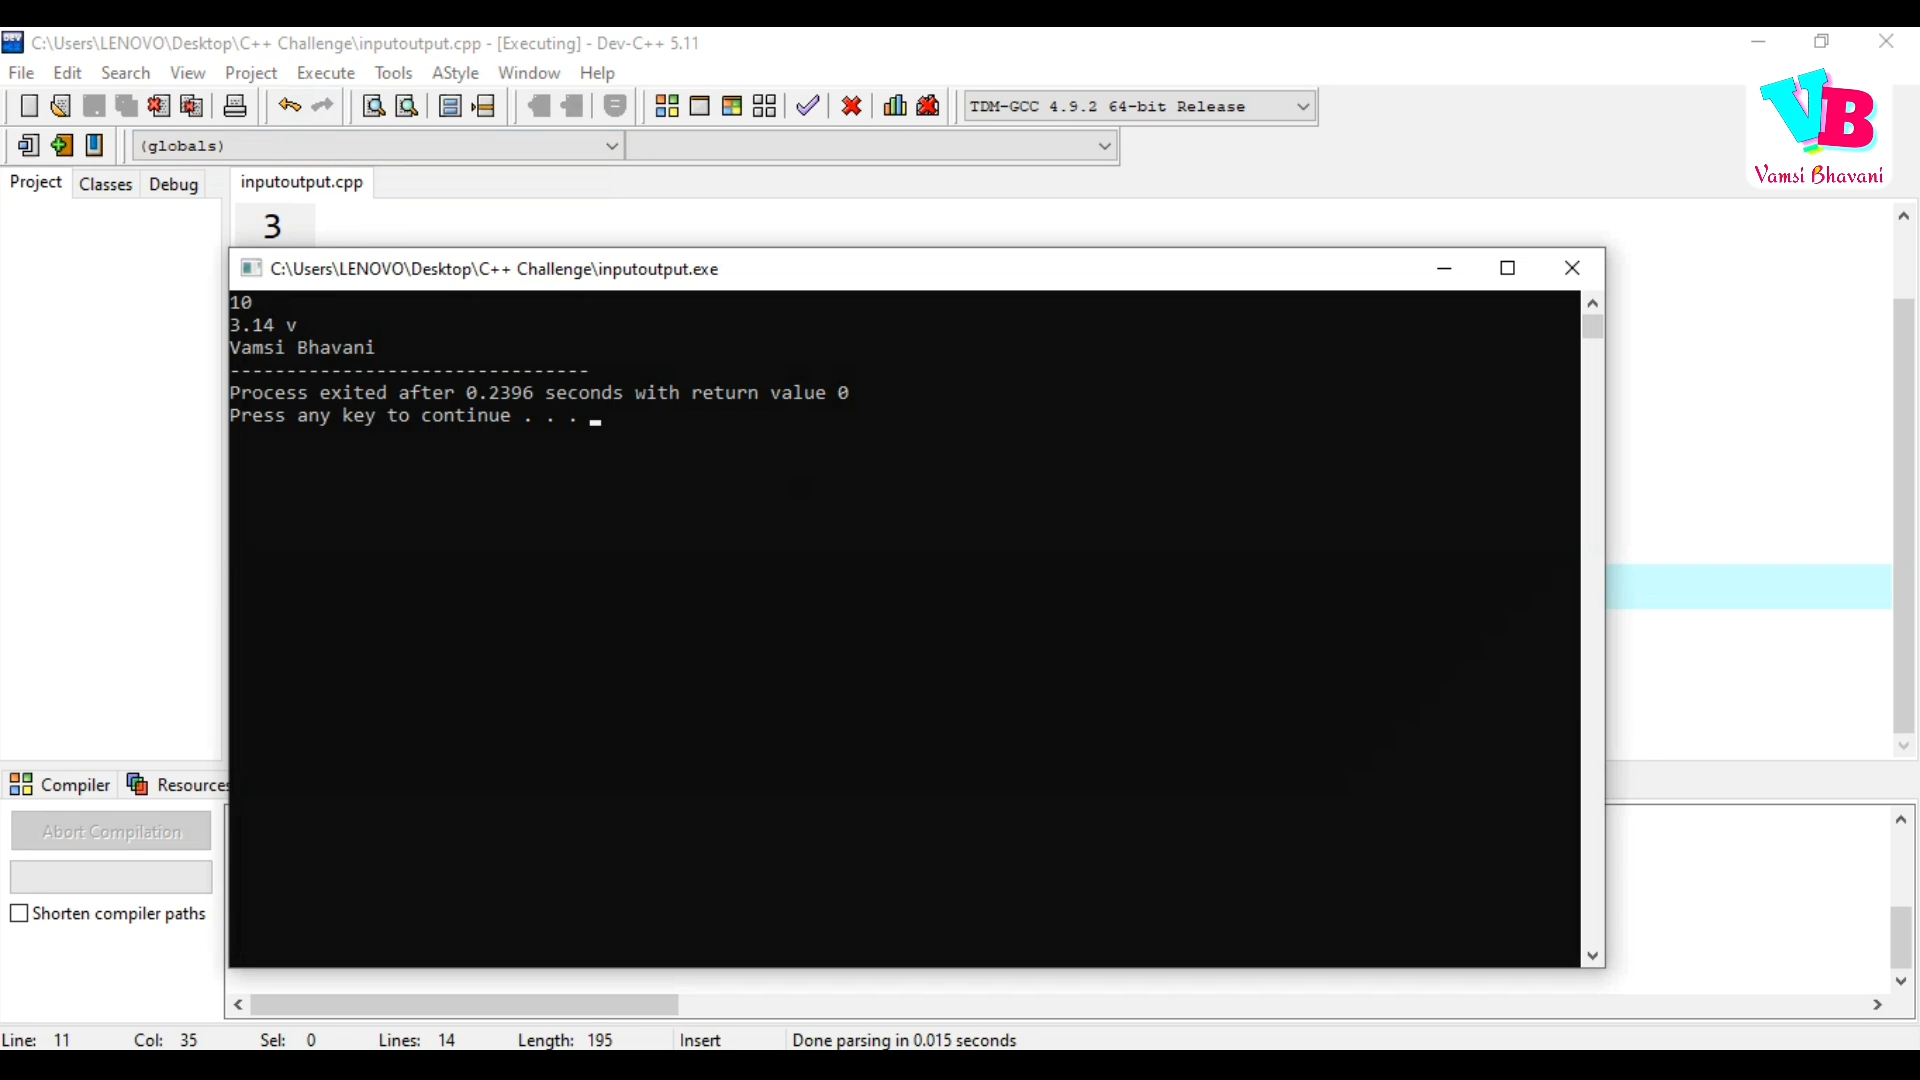 C:\Users\LENOVO\Desktop\C++ Challenge\inputoutput.cpp - [Executing] - Dev-C++ 5.11
File Edit Search View Project Execute Tools AStyle Window Help
VB
Vamsi Bhavani
TDM-GCC 4.9.2 64-bit Release
(globals)
Project Classes Debug inputoutput.cpp
3
C:\Users\LENOVO\Desktop\C++ Challenge\inputoutput.exe
10
3.14 v
Vamsi Bhavani
--------------------------------
Process exited after 0.2396 seconds with return value 0
Press any key to continue . . .
Compiler Resources
Abort Compilation
Shorten compiler paths
Line: 11 Col: 35 Sel: 0 Lines: 14 Length: 195 Insert Done parsing in 0.015 seconds